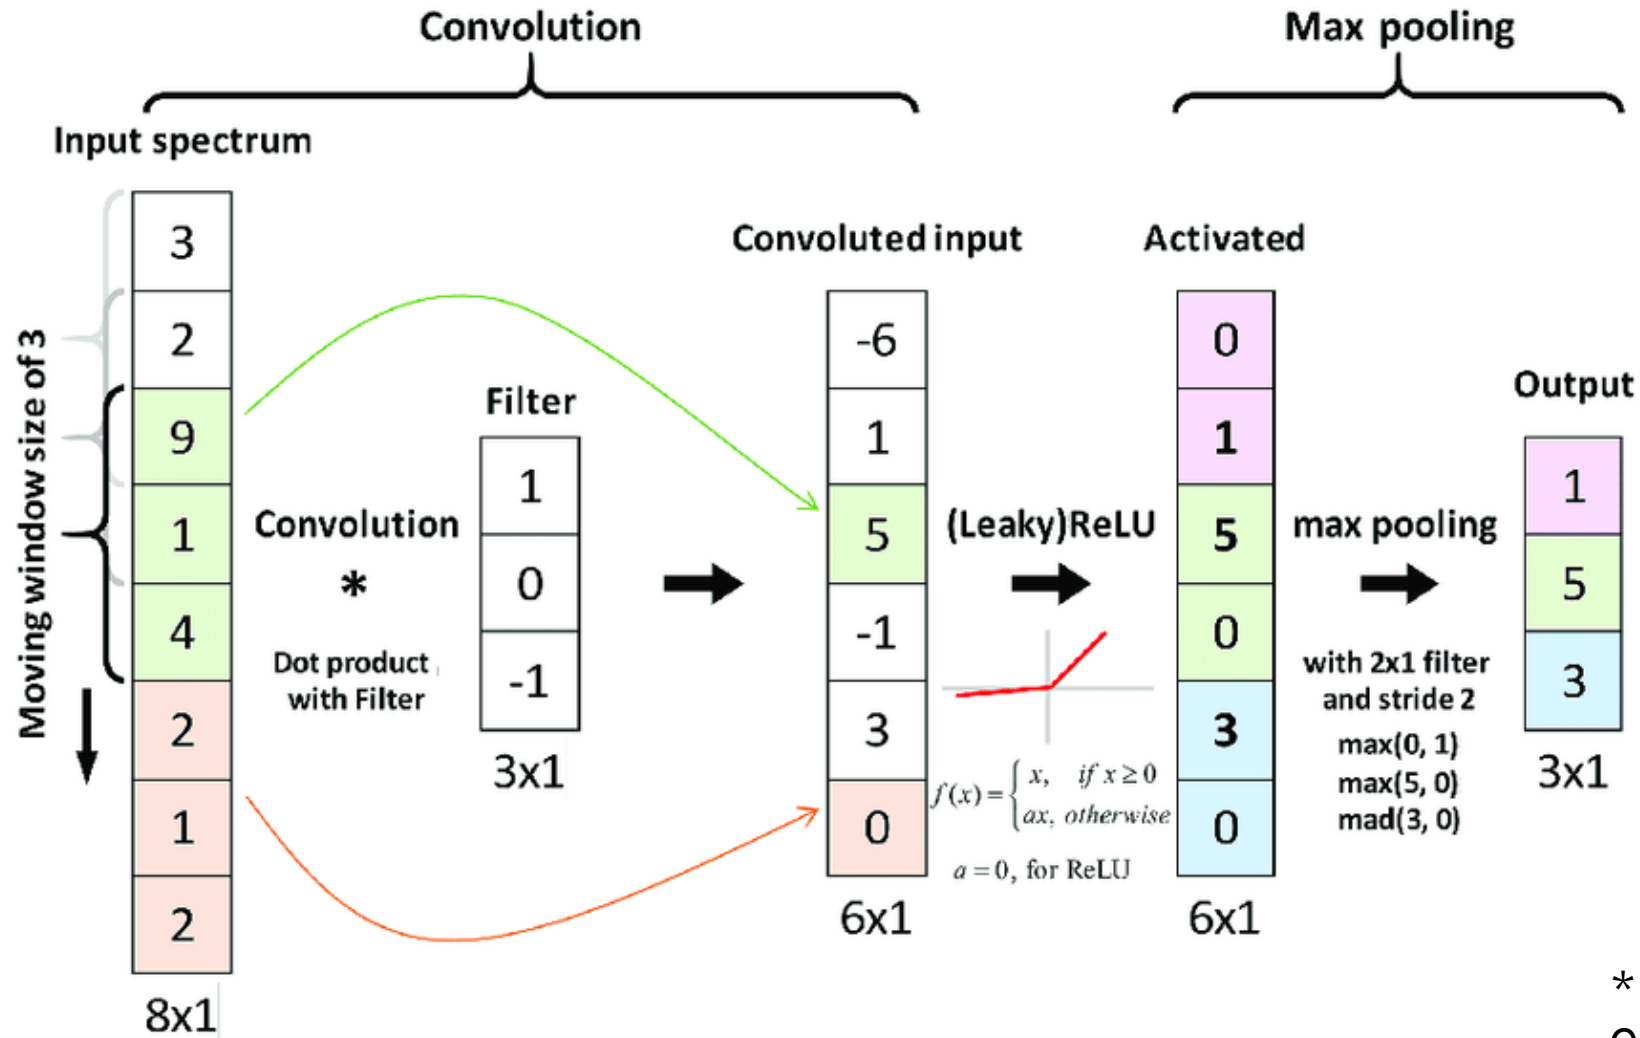 Convolution
Max pooling
Input spectrum
Moving window size of 3
3
2
9
1
4
2
1
2
8x1
Convolution
*
Dot product
with Filter
Filter
1
0
-1
3x1
Convoluted input
-6
1
5
-1
3
0
6x1
(Leaky)ReLU
f(x) = { x, if x ≥ 0
ax, otherwise
a = 0, for ReLU
Activated
0
1
5
0
3
0
6x1
max pooling
with 2x1 filter
and stride 2
max(0, 1)
max(5, 0)
mad(3, 0)
Output
1
5
3
3x1
*